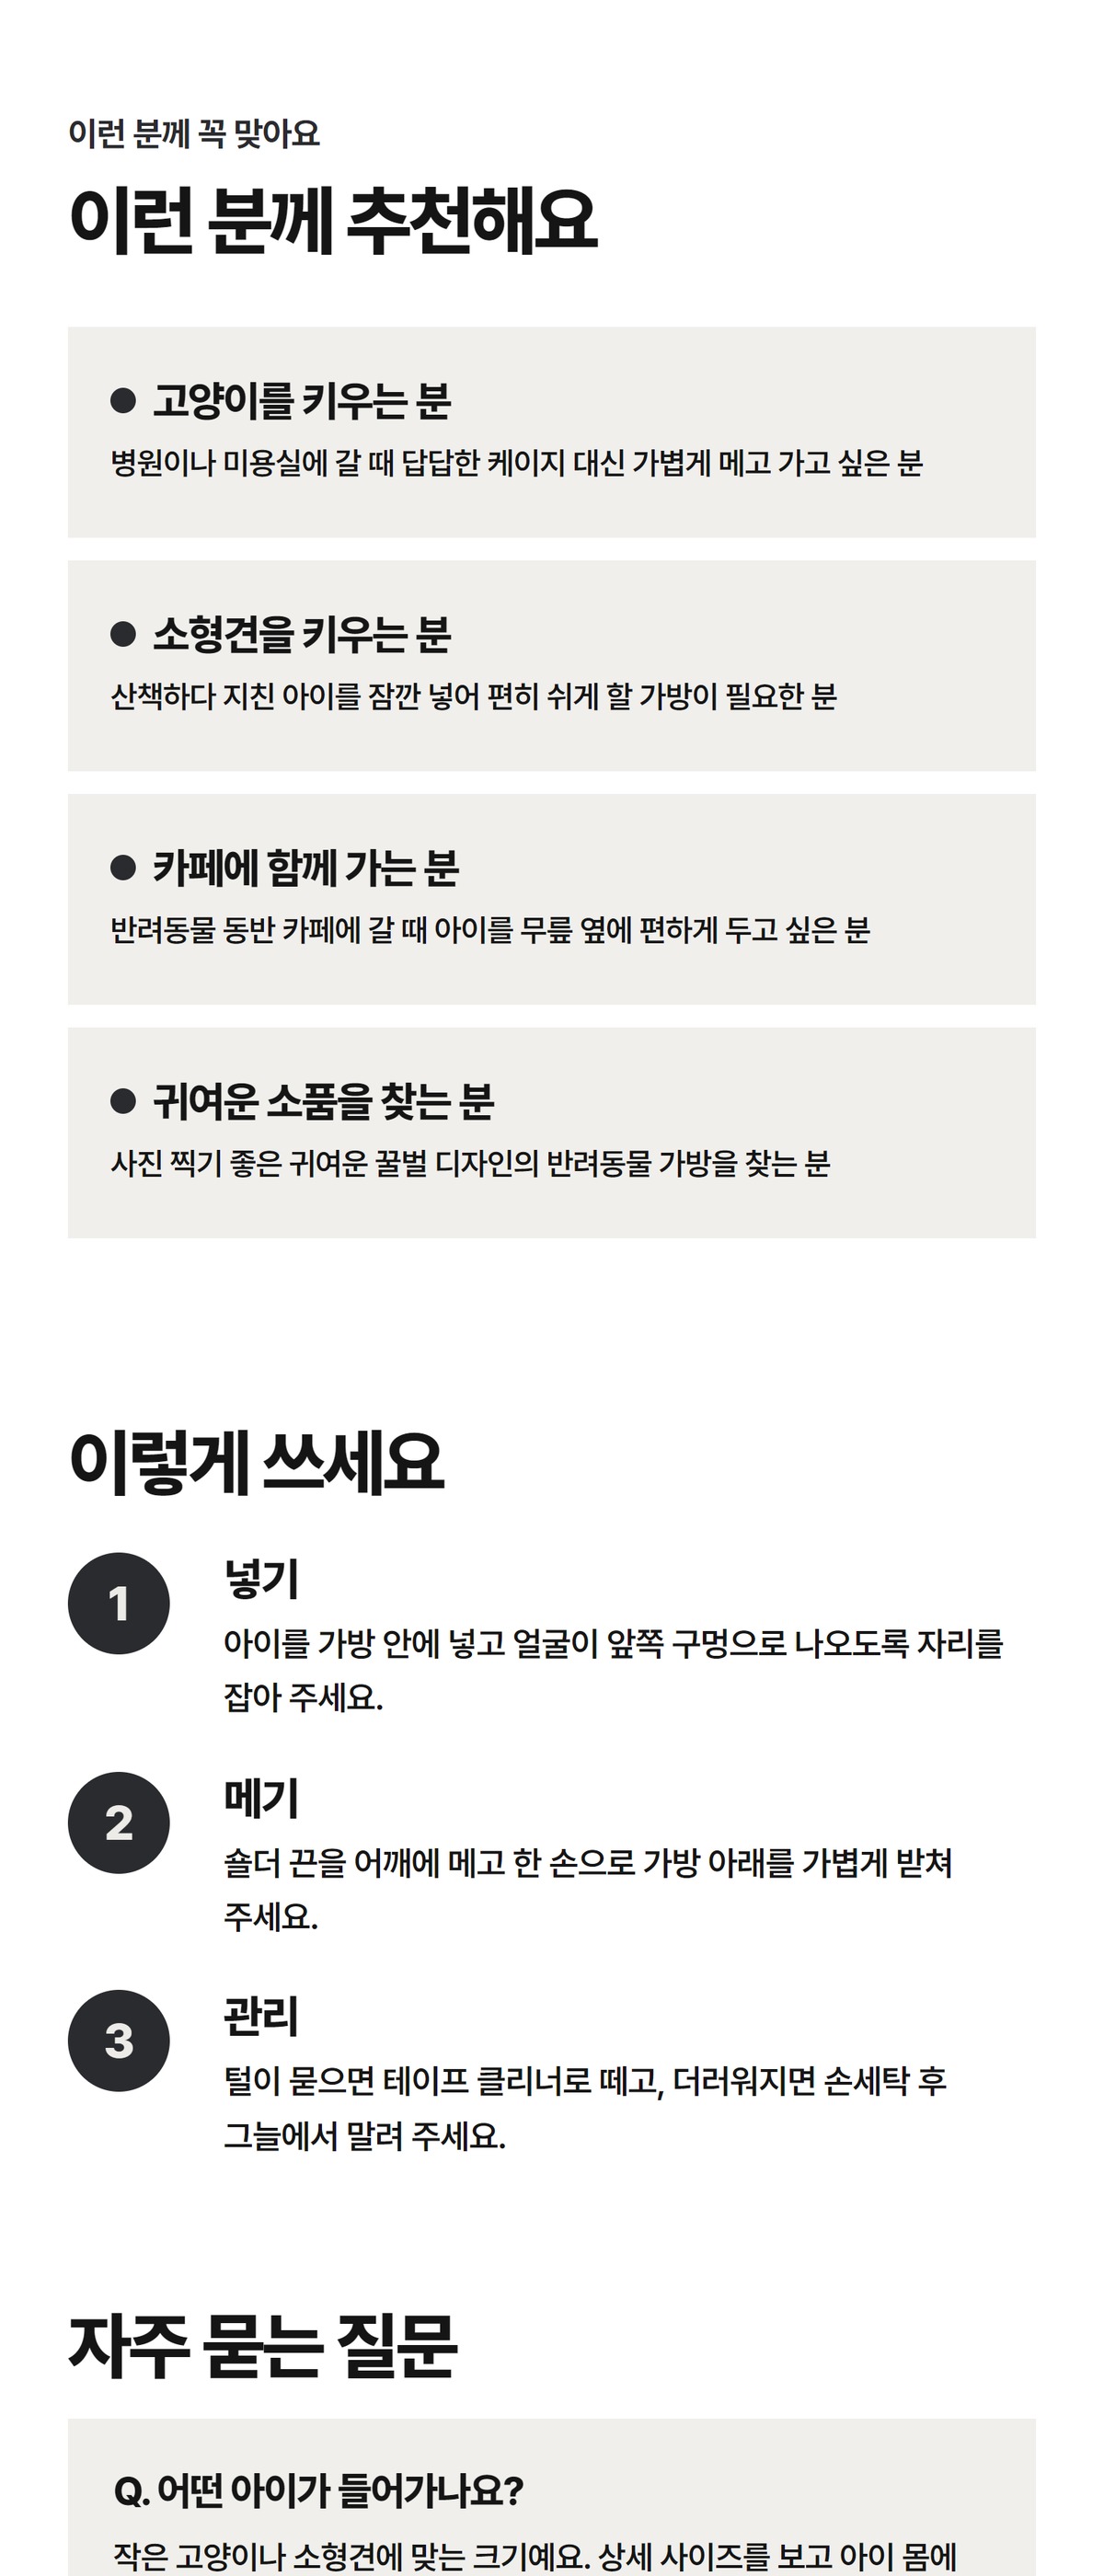 이런 분께 꼭 맞아요
이런 분께 추천해요
고양이를 키우는 분
병원이나 미용실에 갈 때 답답한 케이지 대신 가볍게 메고 가고 싶은 분
소형견을 키우는 분
산책하다 지친 아이를 잠깐 넣어 편히 쉬게 할 가방이 필요한 분
카페에 함께 가는 분
반려동물 동반 카페에 갈 때 아이를 무릎 옆에 편하게 두고 싶은 분
귀여운 소품을 찾는 분
사진 찍기 좋은 귀여운 꿀벌 디자인의 반려동물 가방을 찾는 분
이렇게 쓰세요
1
넣기
아이를 가방 안에 넣고 얼굴이 앞쪽 구멍으로 나오도록 자리를
잡아 주세요.
2
메기
숄더 끈을 어깨에 메고 한 손으로 가방 아래를 가볍게 받쳐
주세요.
3
관리
털이 묻으면 테이프 클리너로 떼고, 더러워지면 손세탁 후
그늘에서 말려 주세요.
자주 묻는 질문
Q. 어떤 아이가 들어가나요?
작은 고양이나 소형견에 맞는 크기예요. 상세 사이즈를 보고 아이 몸에